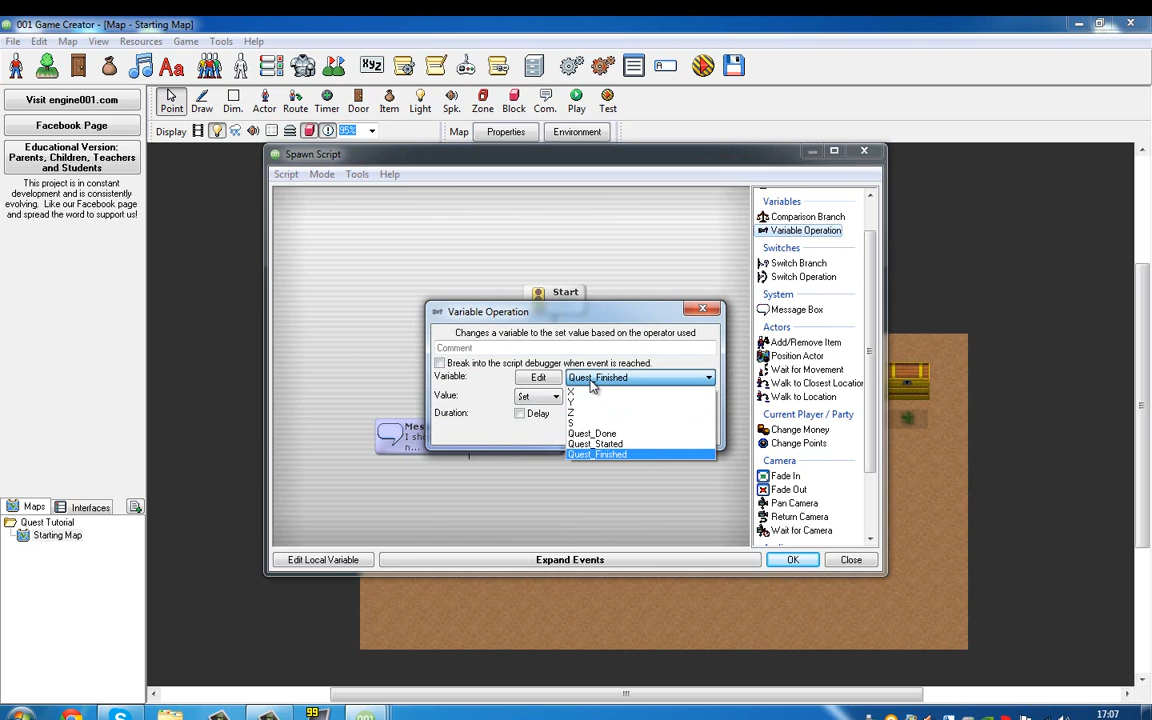 001 Game Creator - [Map - Starting Map]
File Edit Map View Resources Game Tools Help
Aa XYZ
Visit engine001.com
Facebook Page
Educational Version:
Parents, Children, Teachers
and Students
This project is in constant
development and is consistently
evolving. Like our Facebook page
and spread the word to support us!
Point Draw Dim. Actor Route Timer Door Item Light Spk. Zone Block Com. Play Test
Display 95% Map Properties Environment
Spawn Script
Script Mode Tools Help
Start
Variables
Comparison Branch
Variable Operation
Switches
Switch Branch
Switch Operation
System
Message Box
Actors
Add/Remove Item
Position Actor
Wait for Movement
Walk to Closest Location
Walk to Location
Current Player / Party
Change Money
Change Points
Camera
Fade In
Fade Out
Pan Camera
Return Camera
Wait for Camera
Variable Operation
Changes a variable to the set value based on the operator used
Comment
Break into the script debugger when event is reached.
Variable: Edit Quest_Finished
Value: Set
Duration: Delay
X
Y
Z
S
Quest_Done
Quest_Started
Quest_Finished
Mes
I sh
n...
Edit Local Variable Expand Events OK Close
Maps Interfaces
Quest Tutorial
Starting Map
17:07